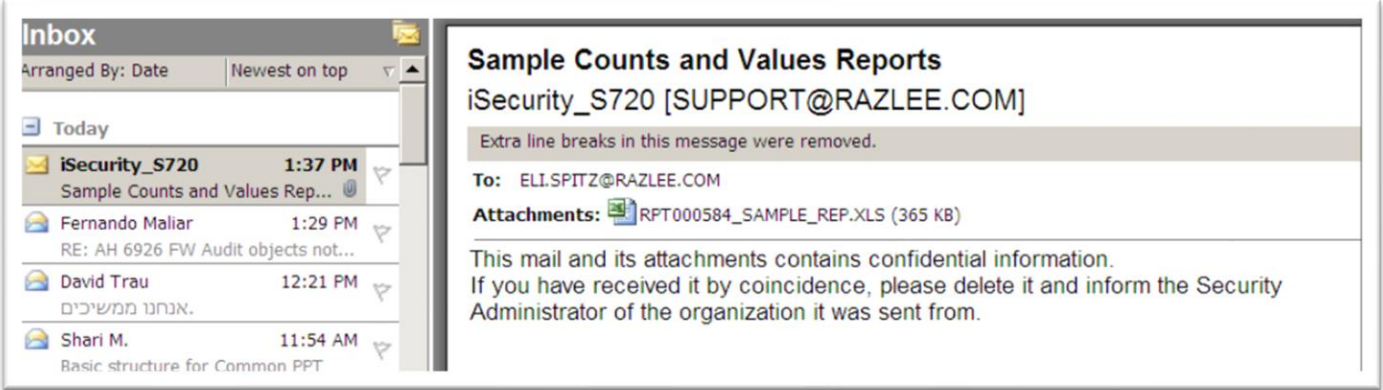 Inbox
Arranged By: Date Newest on top
Today
iSecurity_S720 1:37 PM
Sample Counts and Values Rep...
Fernando Maliar 1:29 PM
RE: AH 6926 FW Audit objects not...
David Trau 12:21 PM
אנחנו ממשיכים.
Shari M. 11:54 AM
Basic structure for Common PPT
Sample Counts and Values Reports
iSecurity_S720 [SUPPORT@RAZLEE.COM]
Extra line breaks in this message were removed.
To: ELI.SPITZ@RAZLEE.COM
Attachments: RPT000584_SAMPLE_REP.XLS (365 KB)
This mail and its attachments contains confidential information.
If you have received it by coincidence, please delete it and inform the Security
Administrator of the organization it was sent from.